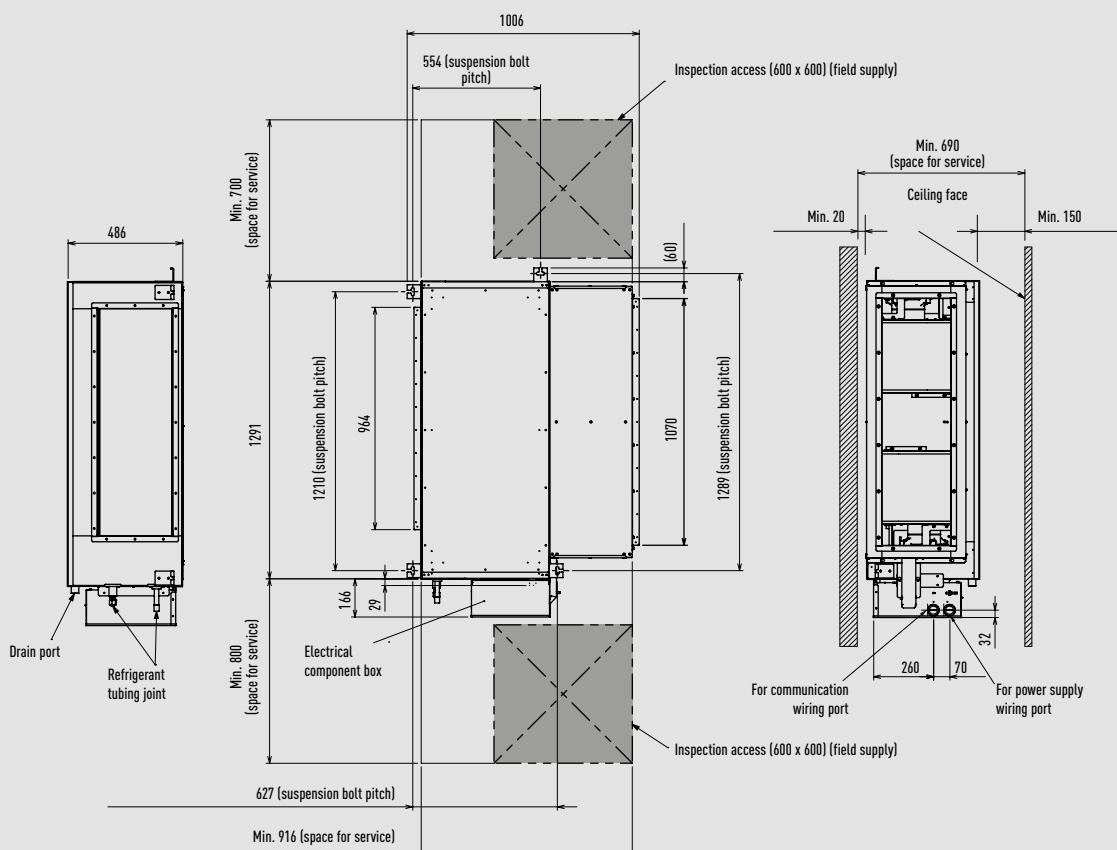 1006
554 (suspension bolt
pitch)
Inspection access (600 x 600) (field supply)
Min. 690
(space for service)
Ceiling face
Min. 20
Min. 150
486
Min. 700
(space for service)
(60)
1291
1210 (suspension bolt pitch)
964
1070
1289 (suspension bolt pitch)
166
29
32
260
70
Drain port
Refrigerant
tubing joint
Electrical
component box
Min. 800
(space for service)
For communication
wiring port
For power supply
wiring port
Inspection access (600 x 600) (field supply)
627 (suspension bolt pitch)
Min. 916 (space for service)